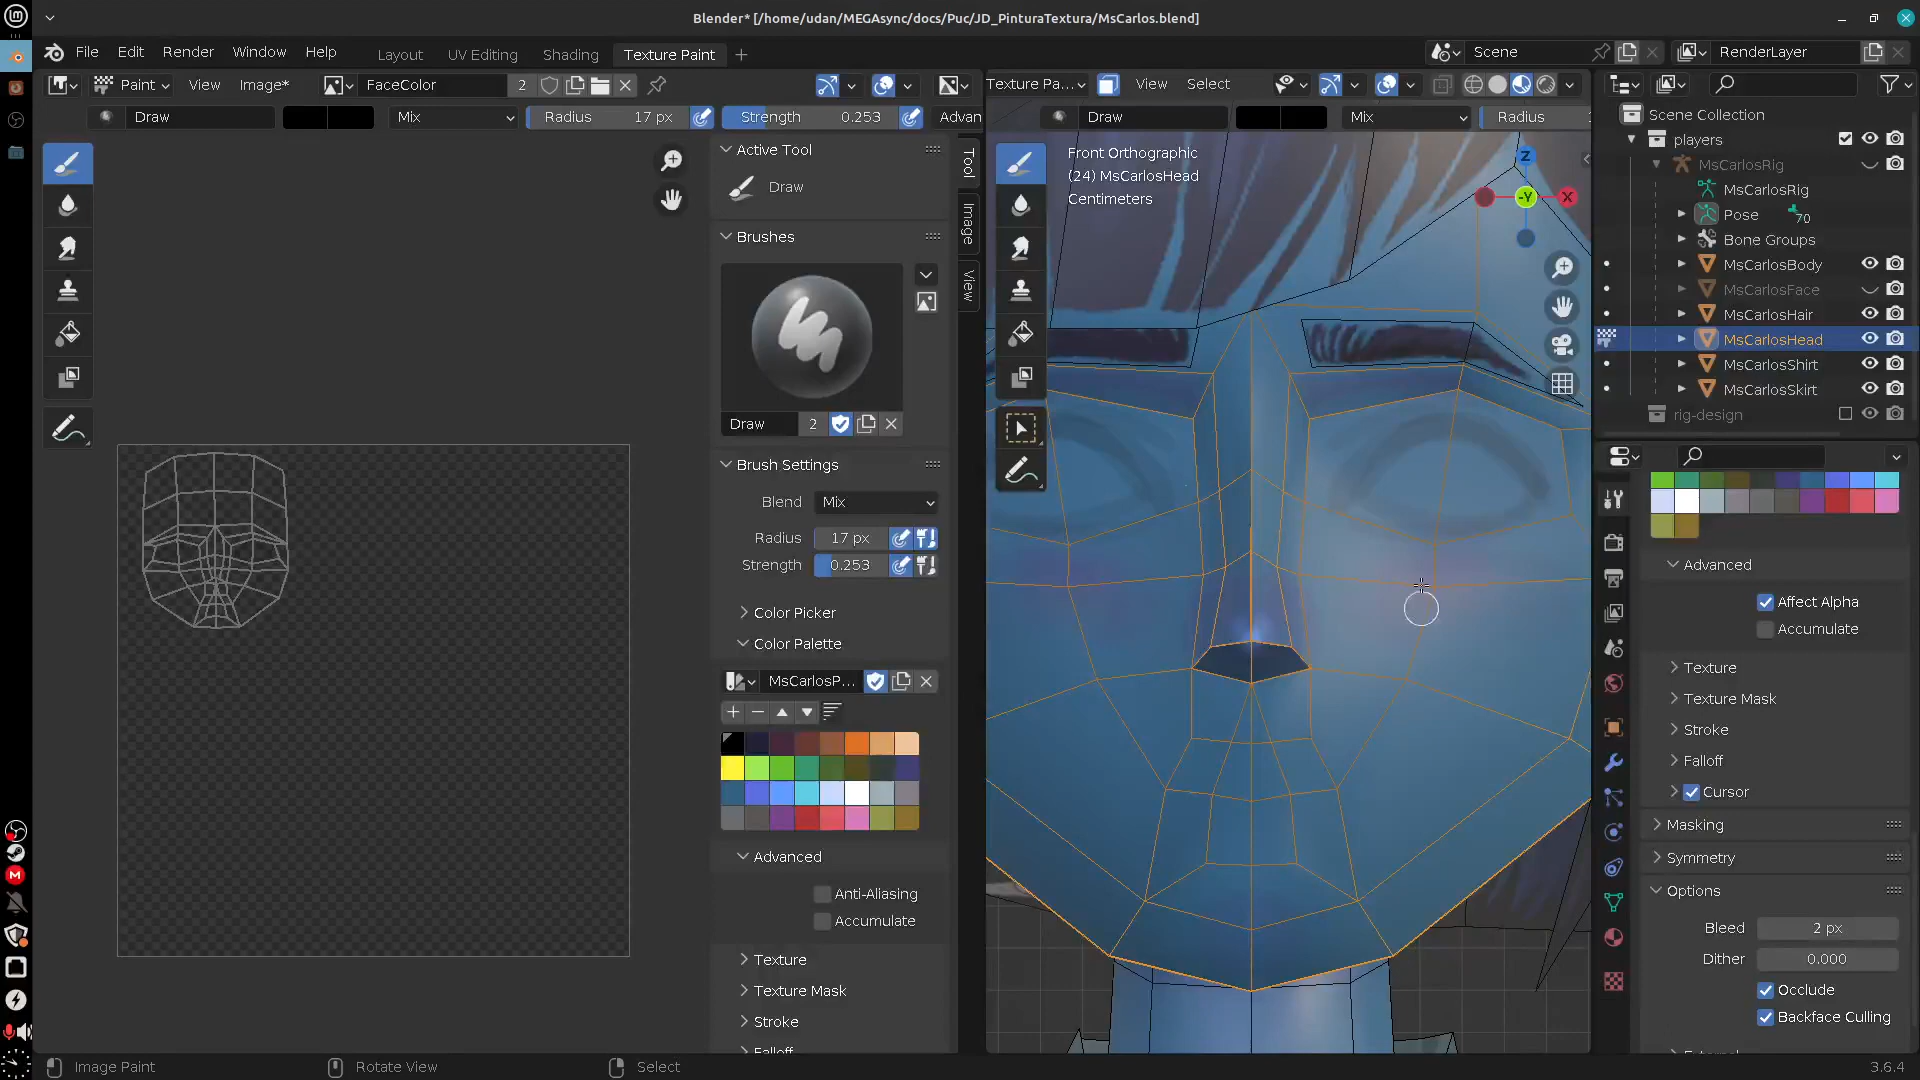 Blender* [/home/udan/MEGAsync/docs/Puc/JD_PinturaTextura/MsCarlos.blend]
File Edit Render Window Help Layout UV Editing Shading Texture Paint + Scene RenderLayer
Paint View Image* FaceColor 2
Texture Pa... View Select
Draw Mix Radius 17 px Strength 0.253 Advan
Draw Mix Radius
Active Tool
Draw
Brushes
Draw 2
Brush Settings
Blend Mix
Radius 17 px
Strength 0.253
Color Picker
Color Palette
MsCarlosP...
Advanced
Anti-Aliasing
Accumulate
Texture
Texture Mask
Stroke
Falloff
Tool
Image
View
Front Orthographic
(24) MsCarlosHead
Centimeters
Z
-Y
X
Scene Collection
players
MsCarlosRig
MsCarlosRig
Pose 70
Bone Groups
MsCarlosBody
MsCarlosFace
MsCarlosHair
MsCarlosHead
MsCarlosShirt
MsCarlosSkirt
rig-design
Advanced
Affect Alpha
Accumulate
Texture
Texture Mask
Stroke
Falloff
Cursor
Masking
Symmetry
Options
Bleed 2 px
Dither 0.000
Occlude
Backface Culling
Image Paint Rotate View Select 3.6.4